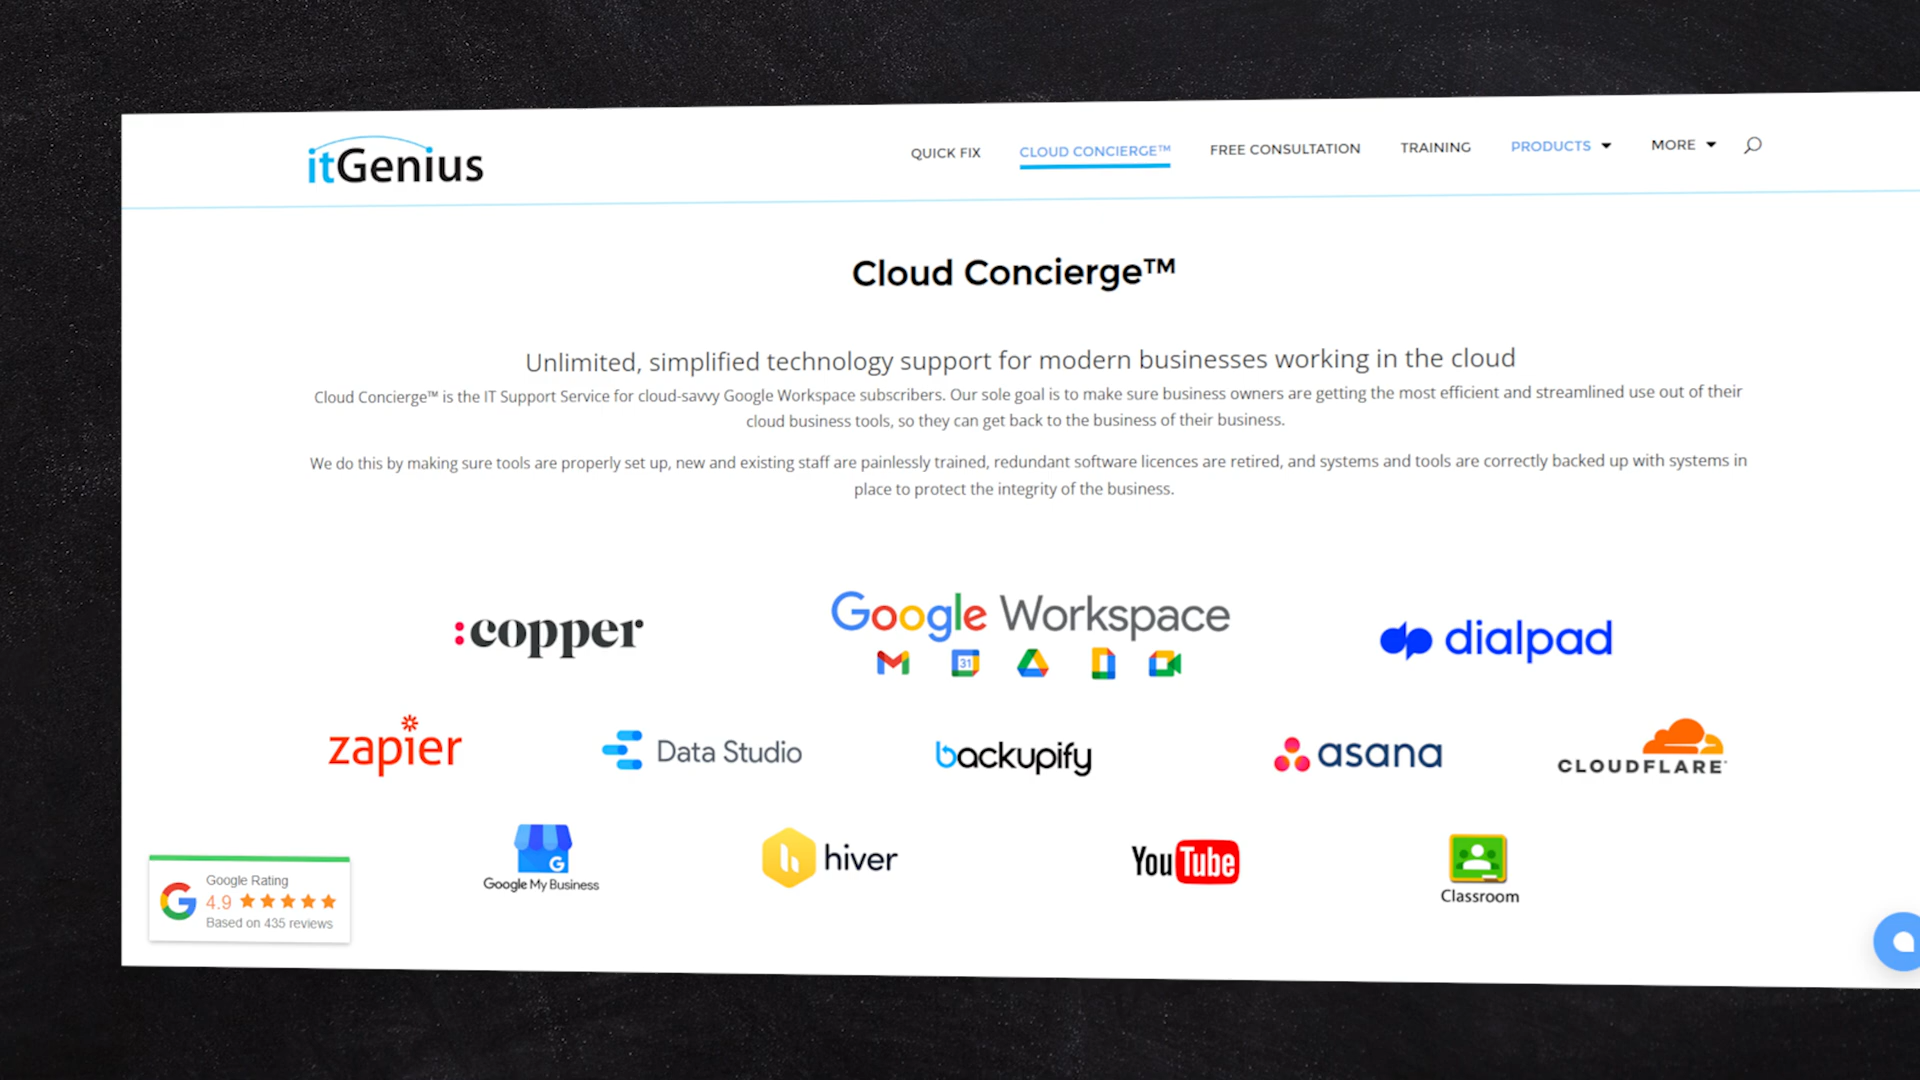 itGenius
QUICK FIX
CLOUD CONCIERGE™
FREE CONSULTATION
TRAINING
PRODUCTS
MORE
Cloud Concierge™
Unlimited, simplified technology support for modern businesses working in the cloud
Cloud Concierge™ is the IT Support Service for cloud-savvy Google Workspace subscribers. Our sole goal is to make sure business owners are getting the most efficient and streamlined use out of their
cloud business tools, so they can get back to the business of their business.
We do this by making sure tools are properly set up, new and existing staff are painlessly trained, redundant software licences are retired, and systems and tools are correctly backed up with systems in
place to protect the integrity of the business.
:copper
Google Workspace
31
dialpad
zapier
Data Studio
backupify
asana
CLOUDFLARE
G
Google My Business
h hiver
YouTube
Classroom
G
Google Rating
4.9
Based on 435 reviews